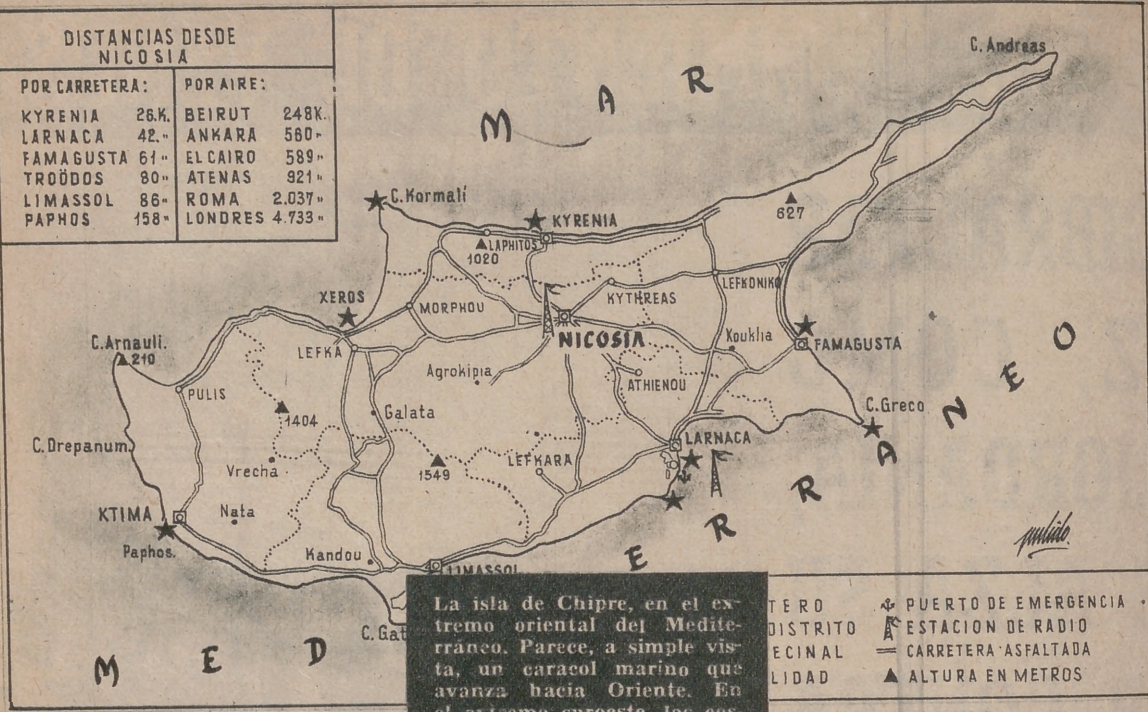 DISTANCIAS DESDE
NICOSIA
POR CARRETERA:
KYRENIA 26.K.
LARNACA 42."
FAMAGUSTA 61"
TROÖDOS 80"
LIMASSOL 86"
PAPHOS 158"
POR AIRE:
BEIRUT 248K.
ANKARA 560"
EL CAIRO 589"
ATENAS 921"
ROMA 2.037"
LONDRES 4.733"
C. Andreas
MAR
C. Kormalí
KYRENIA
627
LAPHITOS
1020
LEFKONIKO
KYTHREAS
XEROS
MORPHOU
NICOSIA
Kouklia
FAMAGUSTA
C. Arnauli.
210
LEFKA
Agrokipia
ATHIENOU
PULIS
1404
Galata
C. Greco
C. Drepanum
LARNACA
Vrecha
1549
LEFKARA
KTIMA
Nata
Paphos.
Kandou
LIMASSOL
C. Gat
MED
ERRANEO
pulido.
TERO
DISTRITO
ECINAL
LIDAD
PUERTO DE EMERGENCIA
ESTACION DE RADIO
CARRETERA ASFALTADA
ALTURA EN METROS
La isla de Chipre, en el ex-
tremo oriental del Medite-
rráneo. Parece, a simple vis-
ta, un caracol marino que
avanza hacia Oriente. En